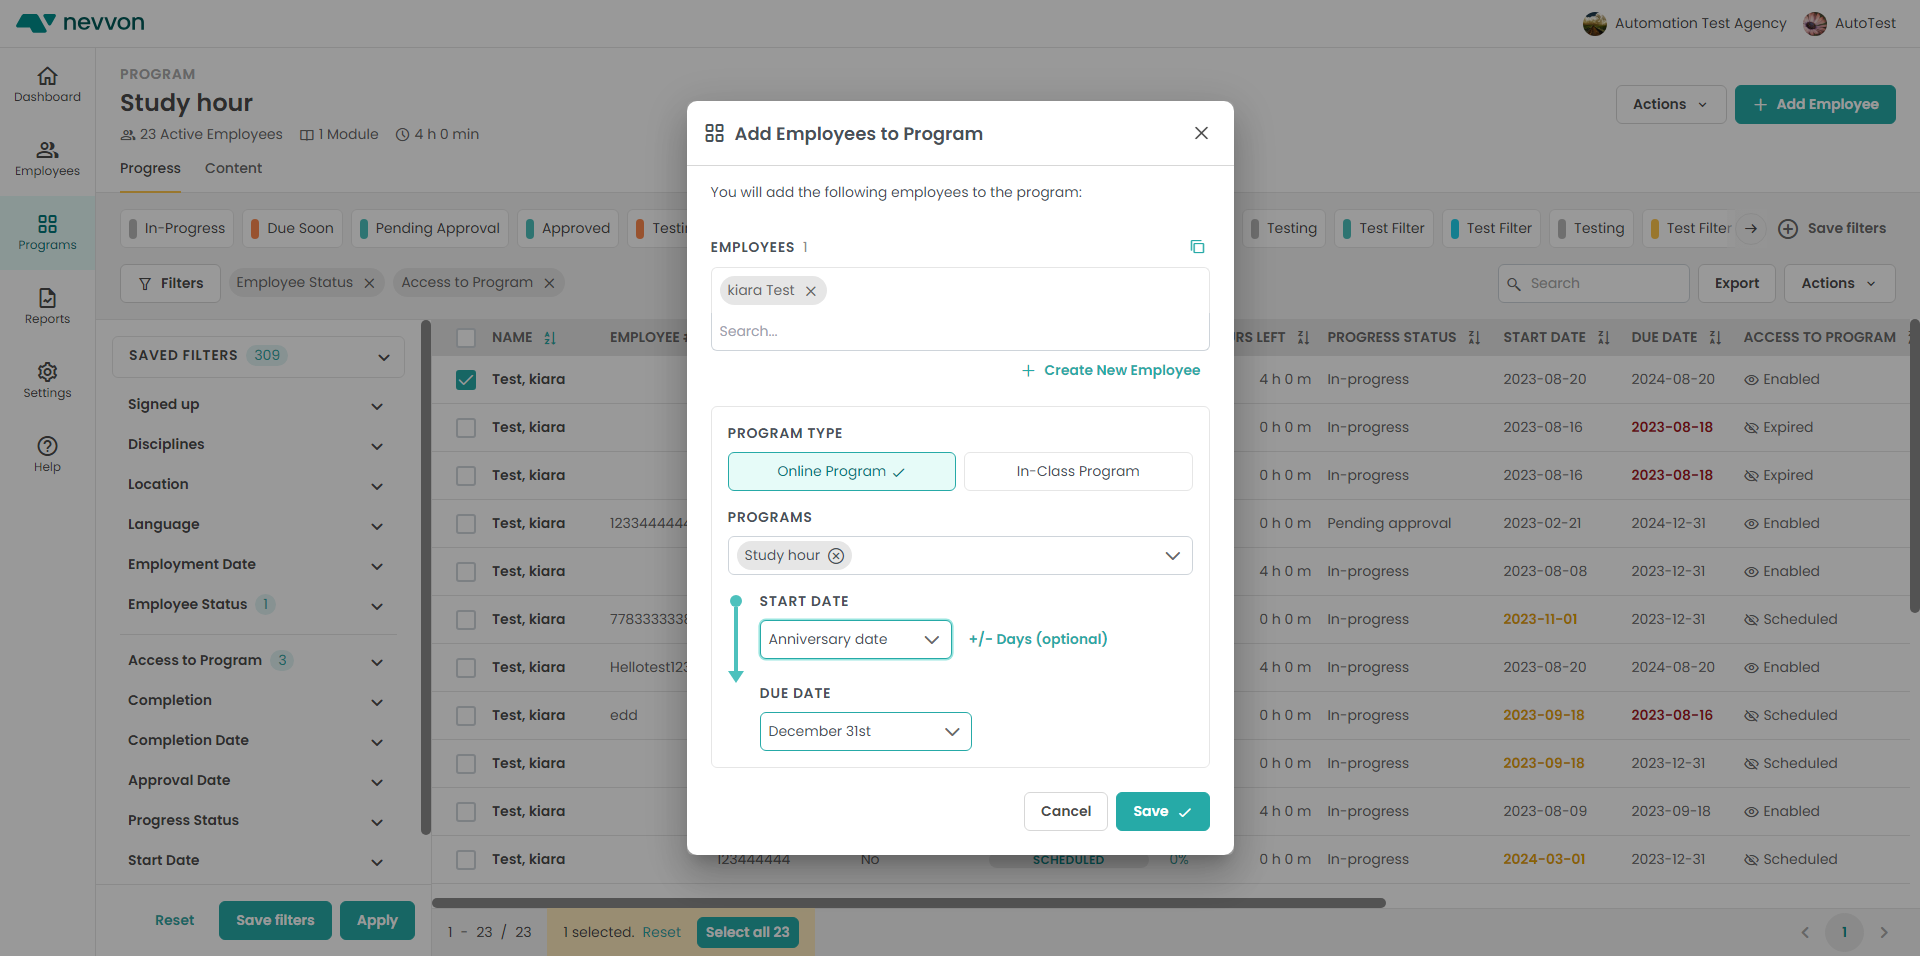 nevvon
Automation Test Agency
AutoTest
Dashboard
Employees
Programs
Reports
Settings
Help
PROGRAM
Study hour
23 Active Employees
1 Module
4 h 0 min
Actions
Add Employee
Progress
Content
In-Progress
Due Soon
Pending Approval
Approved
Testing
Test Filter
Test Filter
Testing
Test Filter
Save filters
Filters
Employee Status
Access to Program
Search
Export
Actions
SAVED FILTERS 309
Signed up
Disciplines
Location
Language
Employment Date
Employee Status 1
Access to Program 3
Completion
Completion Date
Approval Date
Progress Status
Start Date
Reset
Save filters
Apply
NAME EMPLOYEE LEFT PROGRESS STATUS START DATE DUE DATE ACCESS TO PROGRAM
Test, kiara 4 h 0 m In-progress 2023-08-20 2024-08-20 Enabled
Test, kiara 0 h 0 m In-progress 2023-08-16 2023-08-18 Expired
Test, kiara 0 h 0 m In-progress 2023-08-16 2023-08-18 Expired
Test, kiara 0 h 0 m Pending approval 2023-02-21 2024-12-31 Enabled
Test, kiara 4 h 0 m In-progress 2023-08-08 2023-12-31 Enabled
Test, kiara 0 h 0 m In-progress 2023-11-01 2023-12-31 Scheduled
Test, kiara 4 h 0 m In-progress 2023-08-20 2024-08-20 Enabled
Test, kiara edd 0 h 0 m In-progress 2023-09-18 2023-08-16 Scheduled
Test, kiara 0 h 0 m In-progress 2023-09-18 2023-12-31 Scheduled
Test, kiara 4 h 0 m In-progress 2023-08-09 2023-09-18 Enabled
Test, kiara 123444444 No SCHEDULED 0% 0 h 0 m In-progress 2024-03-01 2023-12-31 Scheduled
1 - 23 / 23
1 selected. Reset
Select all 23
1
Add Employees to Program
You will add the following employees to the program:
EMPLOYEES 1
kiara Test
Search...
+ Create New Employee
PROGRAM TYPE
Online Program
In-Class Program
PROGRAMS
Study hour
START DATE
Anniversary date
+/- Days (optional)
DUE DATE
December 31st
Cancel
Save